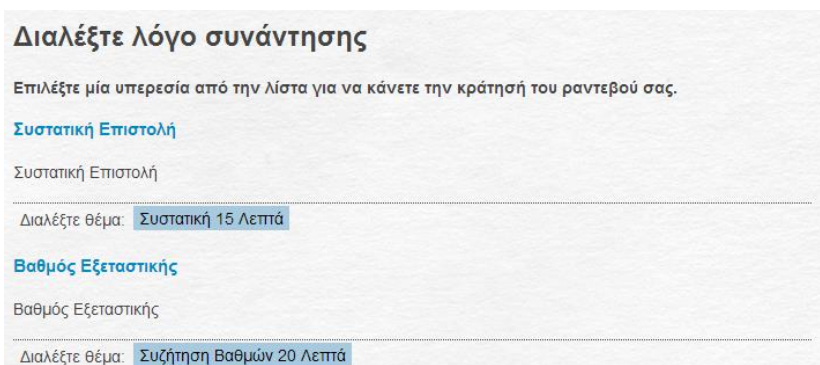 Διαλέξτε λόγο συνάντησης
Επιλέξτε μία υπερεσία από την λίστα για να κάνετε την κράτησή του ραντεβού σας.
Συστατική Επιστολή
Συστατική Επιστολή
Διαλέξτε θέμα: Συστατική 15 Λεπτά
Βαθμός Εξεταστικής
Βαθμός Εξεταστικής
Διαλέξτε θέμα: Συζήτηση Βαθμών 20 Λεπτά